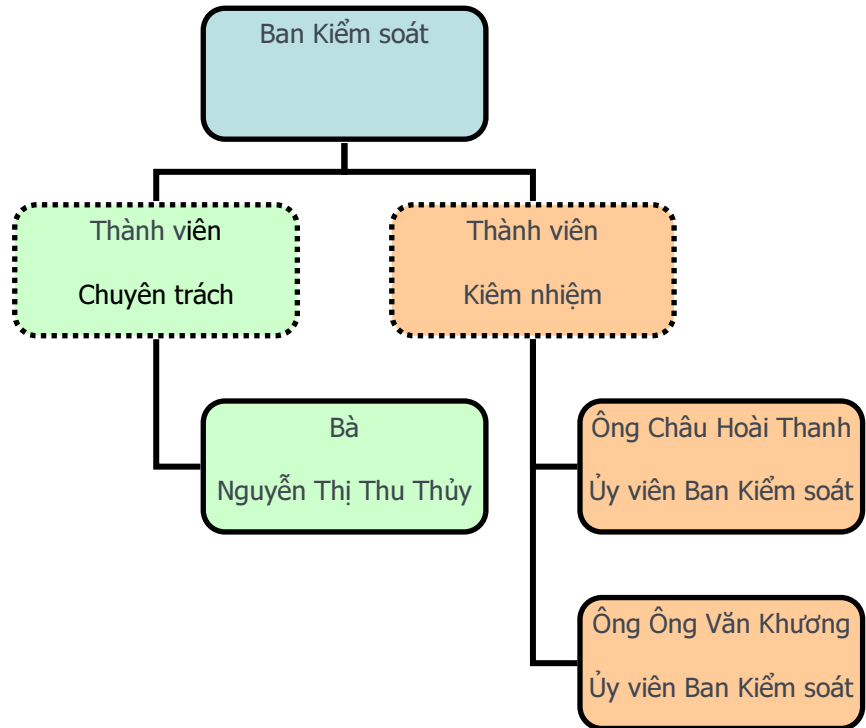 Ban Kiểm soát
Thành viên
Chuyên trách
Thành viên
Kiêm nhiệm
Bà
Nguyễn Thị Thu Thủy
Ông Châu Hoài Thanh
Ủy viên Ban Kiểm soát
Ông Ông Văn Khương
Ủy viên Ban Kiểm soát